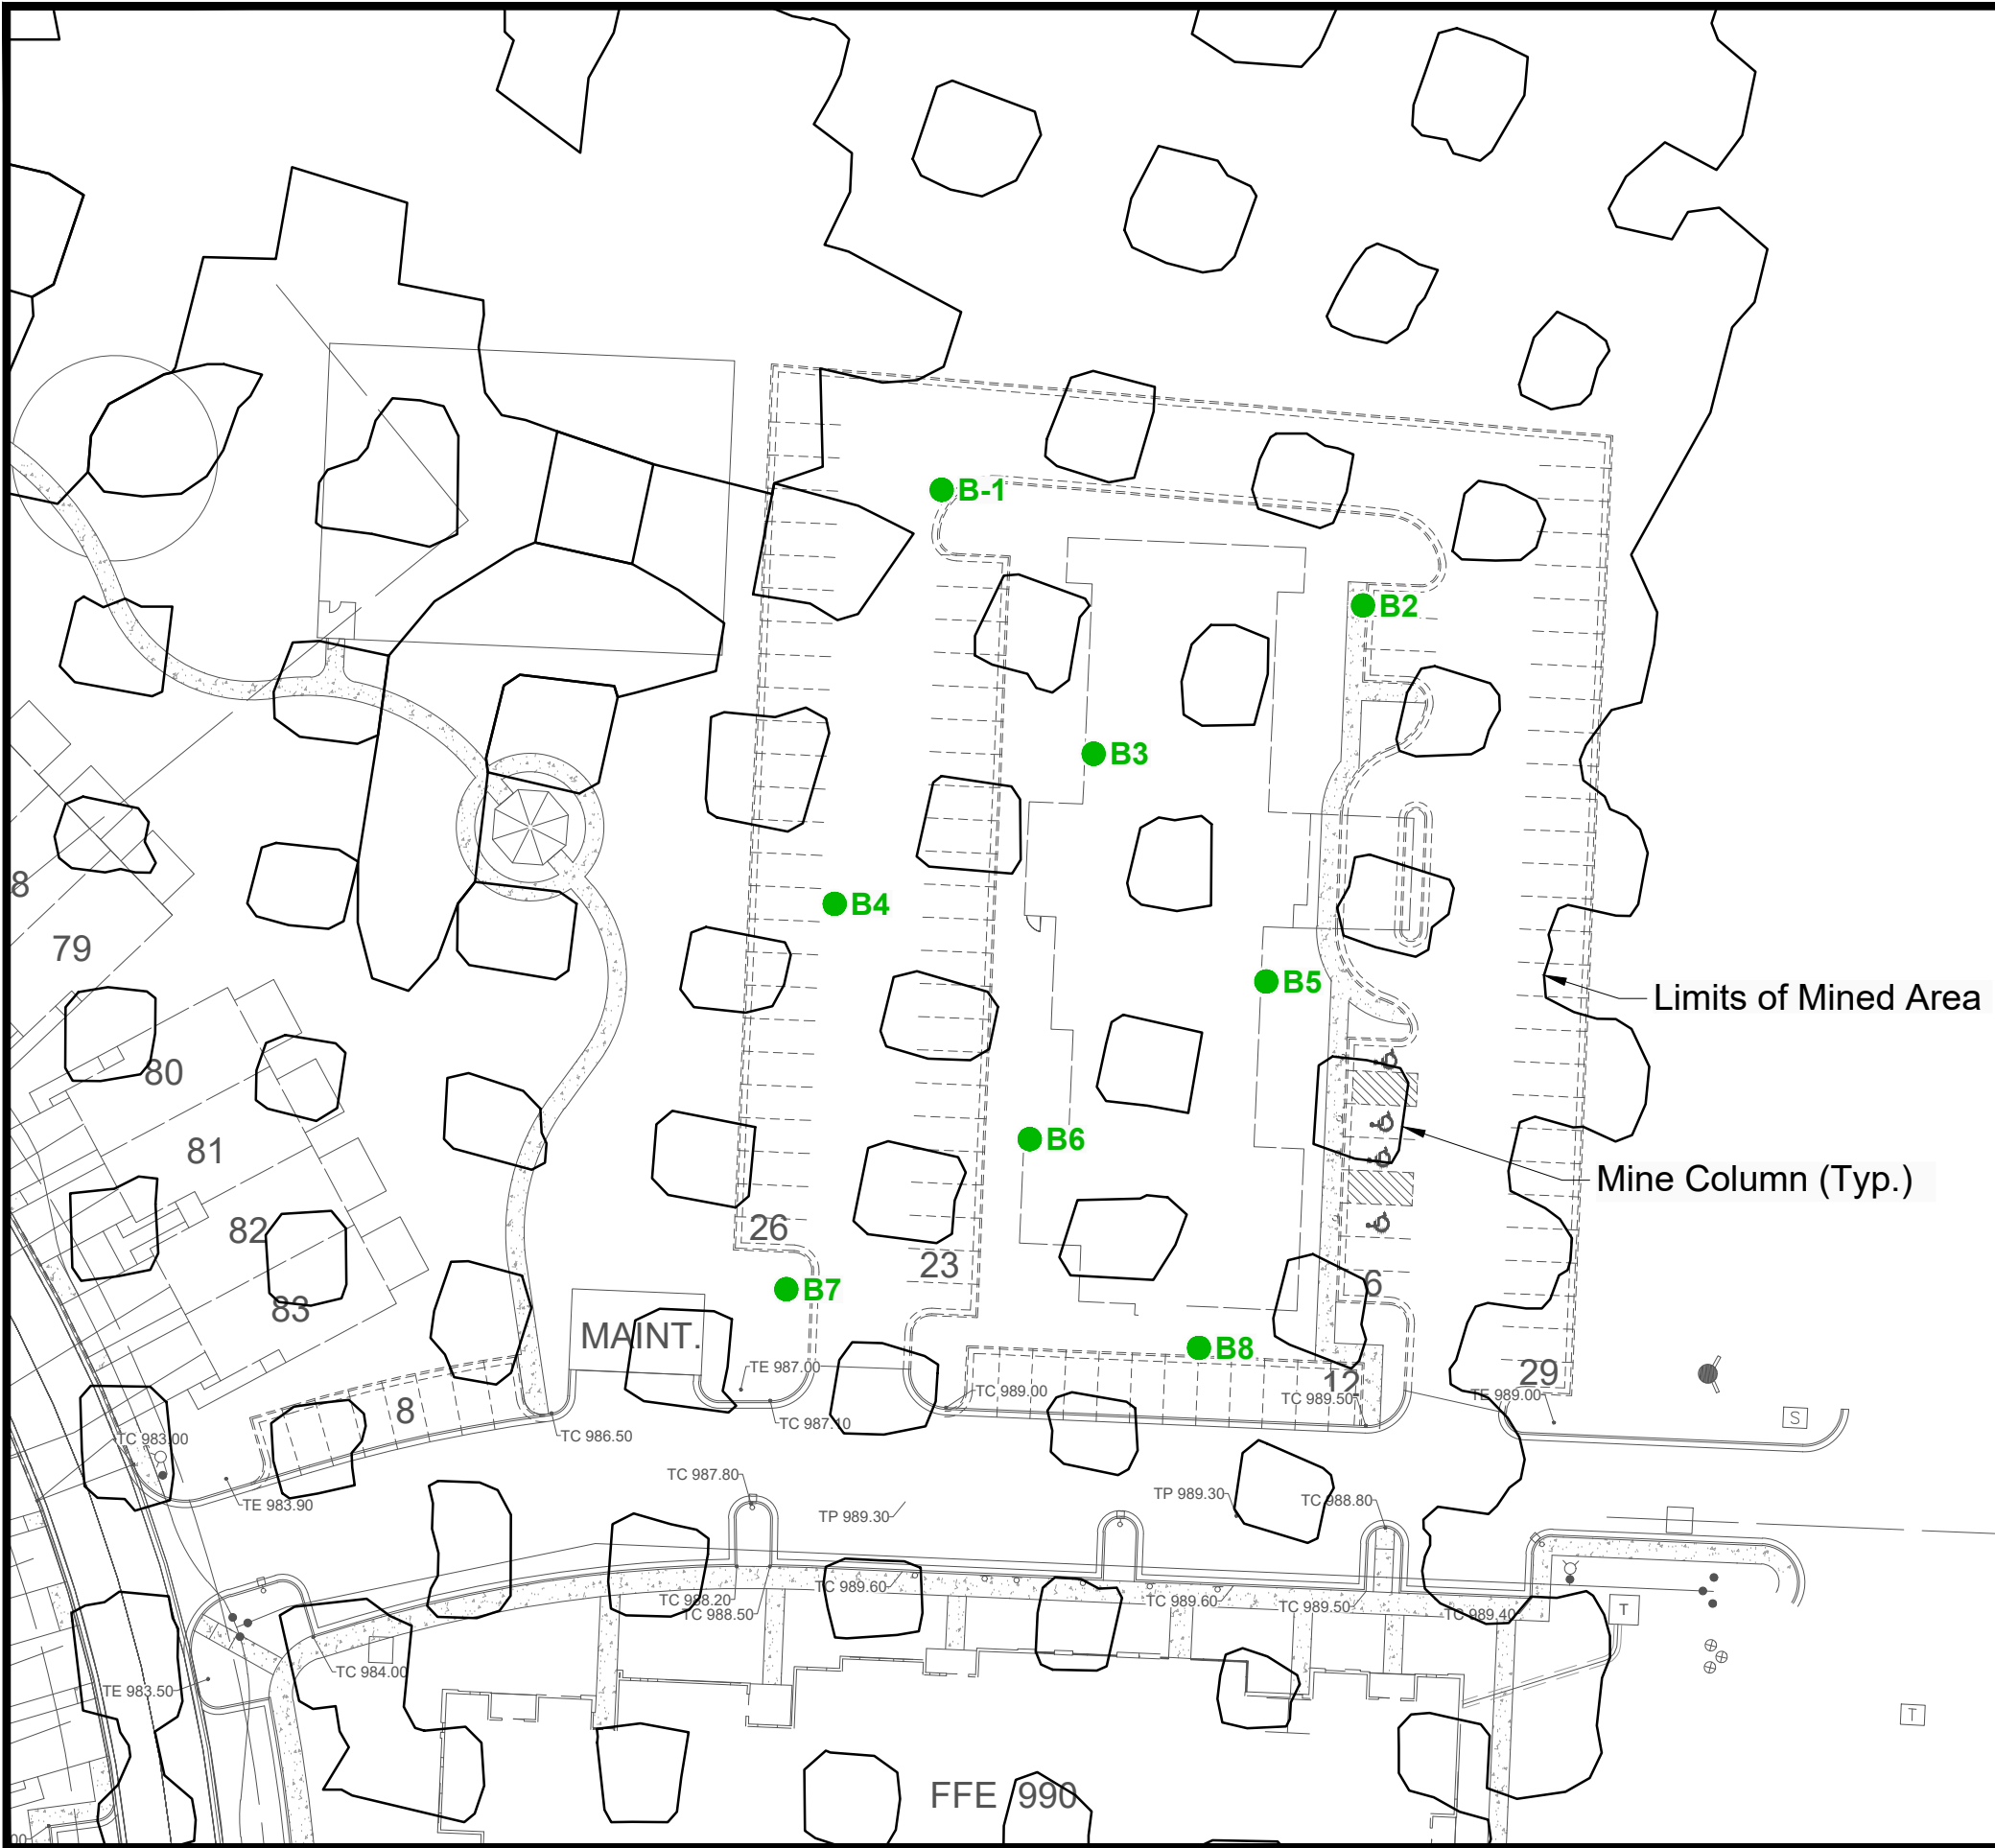 B-1
B2
B3
8
B4
79
B5
Limits of Mined Area
80
B6
81
Mine Column (Typ.)
26
82
23
B7
6
83
MAINT.
B8
TE 987.00
29
12
TC 989.00
TC 989.50
TE 989.00
8
S
TC 987.10
TC 986.50
TC 983.00
TC 987.80
TP 989.30
TE 983.90
TC 988.80
TP 989.30
TC 989.60
TC 988.20
TC 989.60
TC 989.50
T
TC 988.50
TC 989.40
TC 984.00
TE 983.50
T
FFE 990
00